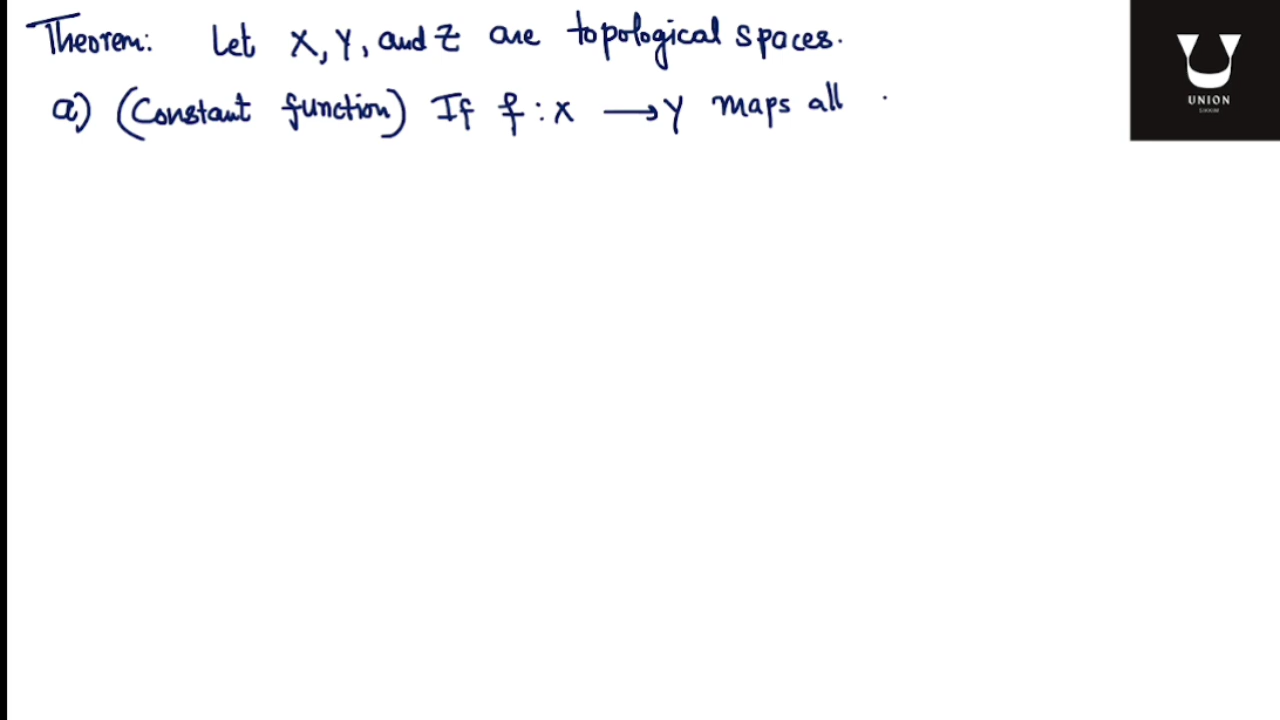 Theorem: Let X, Y, and Z are topological spaces.
a) (Constant function) If f : X ⟶ Y maps all
UNION